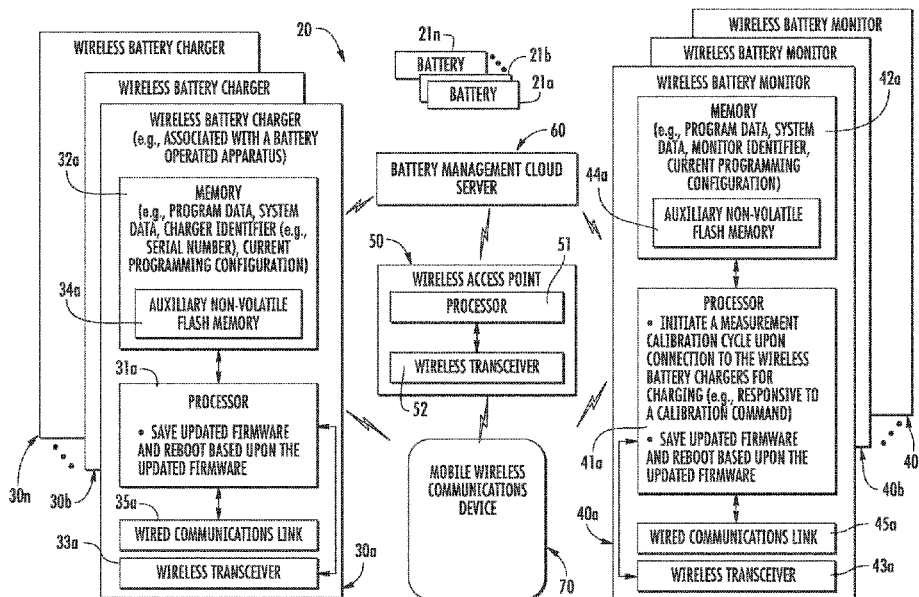 WIRELESS BATTERY CHARGER
WIRELESS BATTERY CHARGER
WIRELESS BATTERY CHARGER
(e.g., ASSOCIATED WITH A BATTERY
OPERATED APPARATUS)
32a
MEMORY
(e.g., PROGRAM DATA, SYSTEM
DATA, CHARGER IDENTIFIER (e.g.,
SERIAL NUMBER), CURRENT
PROGRAMMING CONFIGURATION)
34a
AUXILIARY NON-VOLATILE
FLASH MEMORY
31a
PROCESSOR
• SAVE UPDATED FIRMWARE
AND REBOOT BASED UPON THE
UPDATED FIRMWARE
30n
30b
35a
WIRED COMMUNICATIONS LINK
33a
WIRELESS TRANSCEIVER
30a
20
21n
BATTERY
21b
BATTERY
21a
60
BATTERY MANAGEMENT CLOUD
SERVER
50
51
WIRELESS ACCESS POINT
PROCESSOR
WIRELESS TRANSCEIVER
52
MOBILE WIRELESS
COMMUNICATIONS
DEVICE
70
WIRELESS BATTERY MONITOR
WIRELESS BATTERY MONITOR
WIRELESS BATTERY MONITOR
42a
MEMORY
(e.g., PROGRAM DATA, SYSTEM
DATA, MONITOR IDENTIFIER,
CURRENT PROGRAMMING
CONFIGURATION)
44a
AUXILIARY NON-VOLATILE
FLASH MEMORY
PROCESSOR
• INITIATE A MEASUREMENT
CALIBRATION CYCLE UPON
CONNECTION TO THE WIRELESS
BATTERY CHARGERS FOR
CHARGING (e.g., RESPONSIVE TO
A CALIBRATION COMMAND)
• SAVE UPDATED FIRMWARE
AND REBOOT BASED UPON THE
UPDATED FIRMWARE
41a
40
40b
40a
WIRED COMMUNICATIONS LINK
45a
WIRELESS TRANSCEIVER
43a